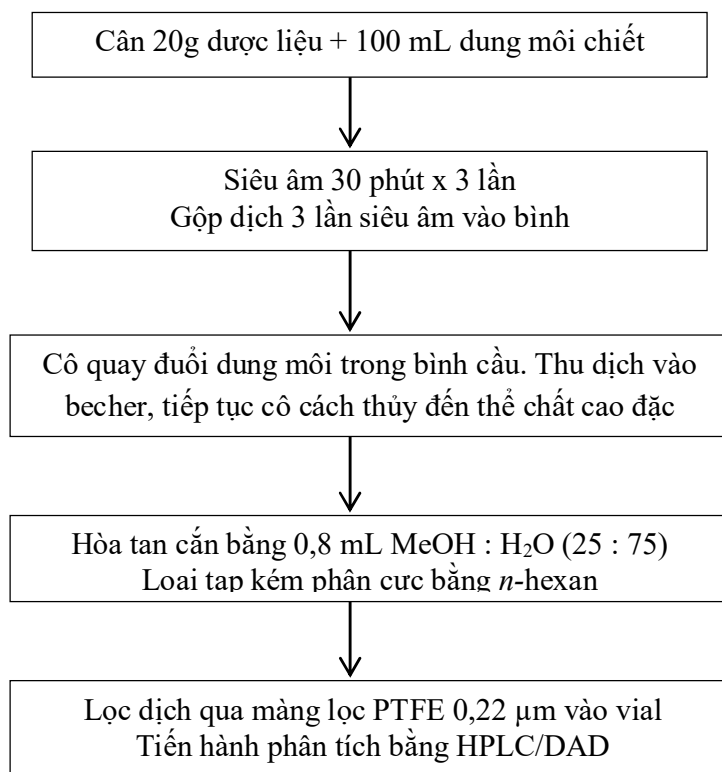 Cân 20g dược liệu + 100 mL dung môi chiết
Siêu âm 30 phút x 3 lần
Gộp dịch 3 lần siêu âm vào bình
Cô quay đuổi dung môi trong bình cầu. Thu dịch vào
becher, tiếp tục cô cách thủy đến thể chất cao đặc
Hòa tan cắn bằng 0,8 mL MeOH : H₂O (25 : 75)
Loại tạp kém phân cực bằng n-hexan
Lọc dịch qua màng lọc PTFE 0,22 µm vào vial
Tiến hành phân tích bằng HPLC/DAD